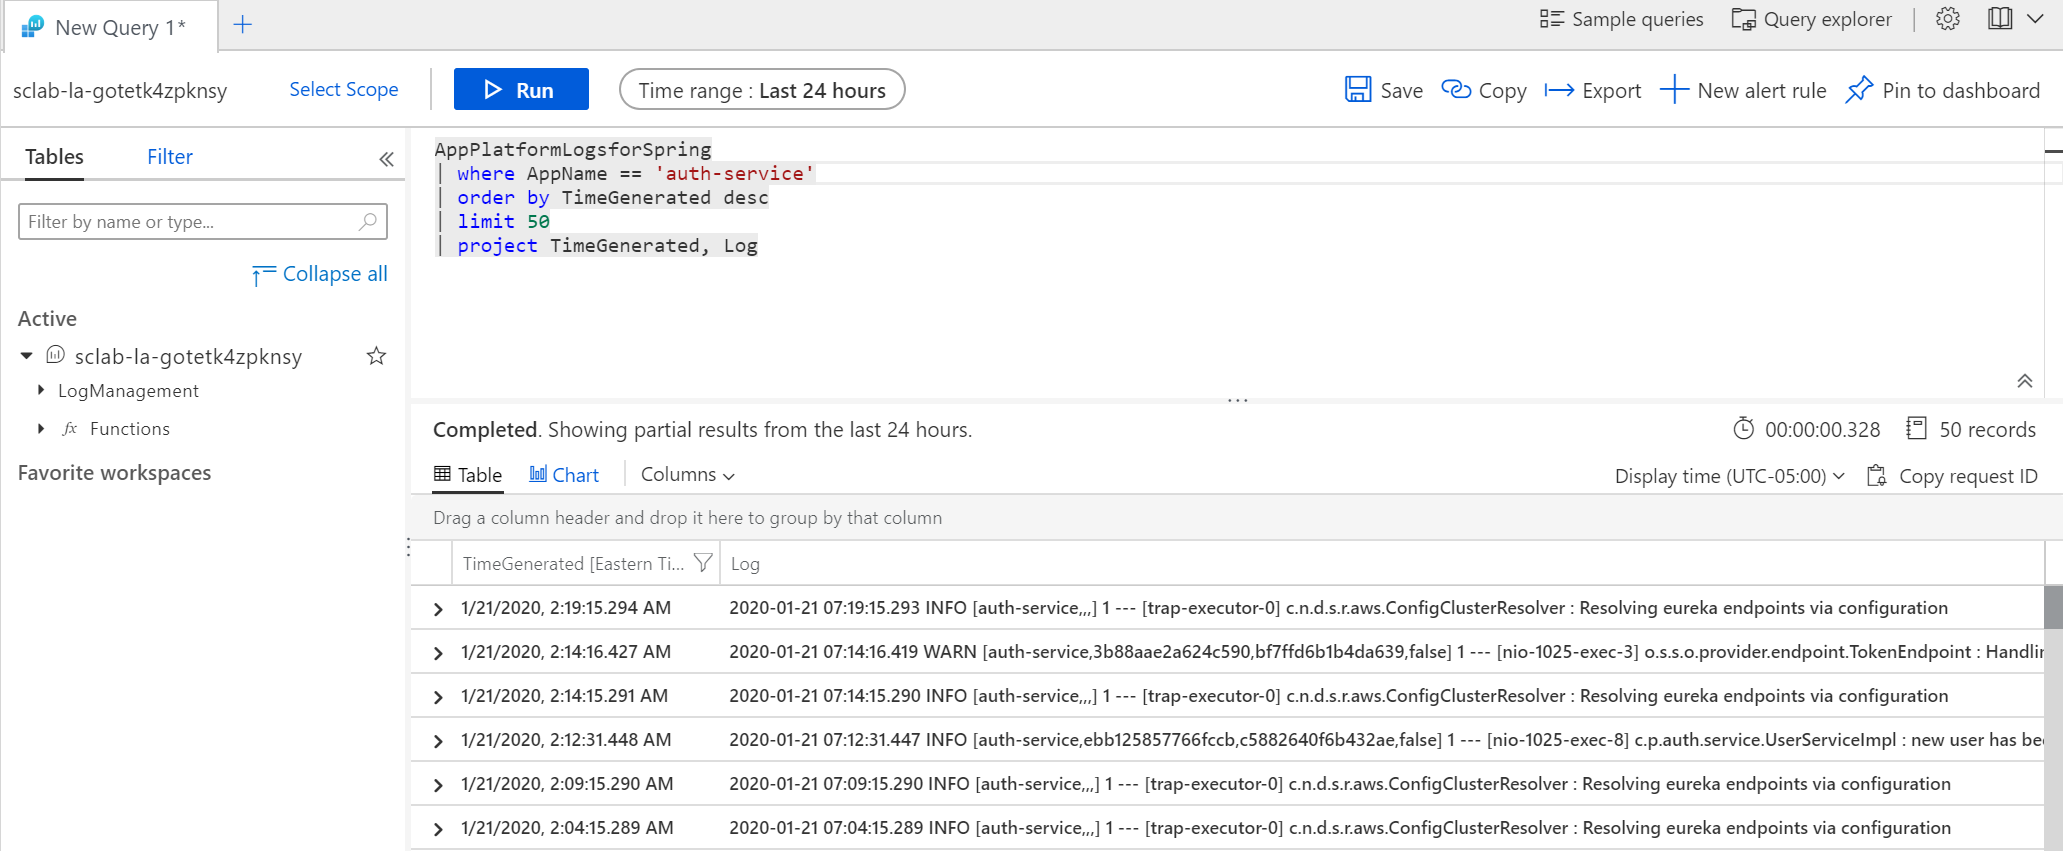 New Query 1*
Sample queries
Query explorer
sclab-la-gotetk4zpknsy
Select Scope
Run
Time range : Last 24 hours
Save
Copy
Export
New alert rule
Pin to dashboard
Tables
Filter
Filter by name or type...
Collapse all
Active
sclab-la-gotetk4zpknsy
LogManagement
fx Functions
Favorite workspaces
AppPlatformLogsforSpring
| where AppName == 'auth-service'
| order by TimeGenerated desc
| limit 50
| project TimeGenerated, Log
Completed. Showing partial results from the last 24 hours.
00:00:00.328
50 records
Table
Chart
Columns
Display time (UTC-05:00)
Copy request ID
Drag a column header and drop it here to group by that column
TimeGenerated [Eastern Ti...
Log
1/21/2020, 2:19:15.294 AM 2020-01-21 07:19:15.293 INFO [auth-service,,,] 1 --- [trap-executor-0] c.n.d.s.r.aws.ConfigClusterResolver : Resolving eureka endpoints via configuration
1/21/2020, 2:14:16.427 AM 2020-01-21 07:14:16.419 WARN [auth-service,3b88aae2a624c590,bf7ffd6b1b4da639,false] 1 --- [nio-1025-exec-3] o.s.s.o.provider.endpoint.TokenEndpoint : Handlin
1/21/2020, 2:14:15.291 AM 2020-01-21 07:14:15.290 INFO [auth-service,,,] 1 --- [trap-executor-0] c.n.d.s.r.aws.ConfigClusterResolver : Resolving eureka endpoints via configuration
1/21/2020, 2:12:31.448 AM 2020-01-21 07:12:31.447 INFO [auth-service,ebb125857766fccb,c5882640f6b432ae,false] 1 --- [nio-1025-exec-8] c.p.auth.service.UserServiceImpl : new user has bee
1/21/2020, 2:09:15.290 AM 2020-01-21 07:09:15.290 INFO [auth-service,,,] 1 --- [trap-executor-0] c.n.d.s.r.aws.ConfigClusterResolver : Resolving eureka endpoints via configuration
1/21/2020, 2:04:15.289 AM 2020-01-21 07:04:15.289 INFO [auth-service,,,] 1 --- [trap-executor-0] c.n.d.s.r.aws.ConfigClusterResolver : Resolving eureka endpoints via configuration